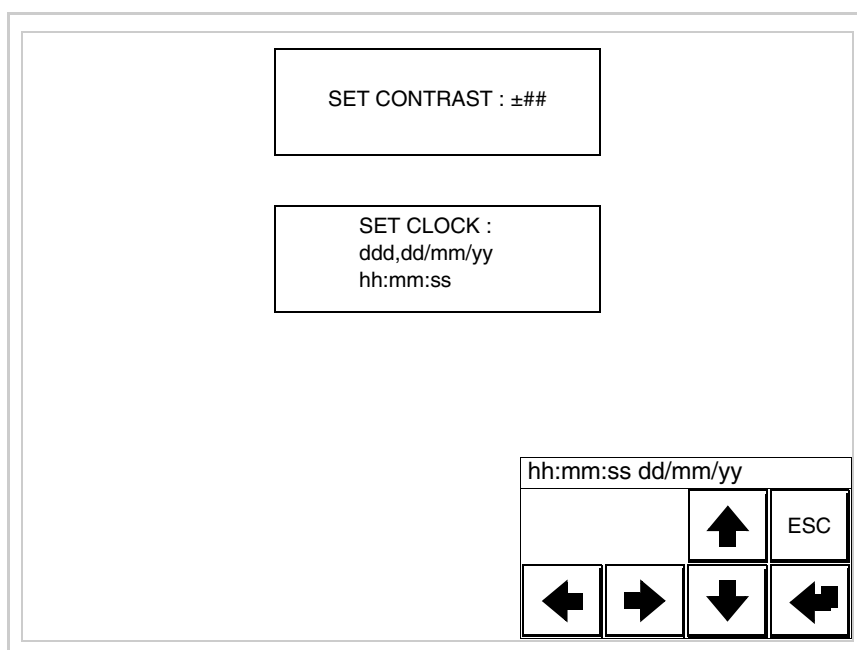 SET CONTRAST : ±##
SET CLOCK :
ddd,dd/mm/yy
hh:mm:ss
hh:mm:ss dd/mm/yy
ESC